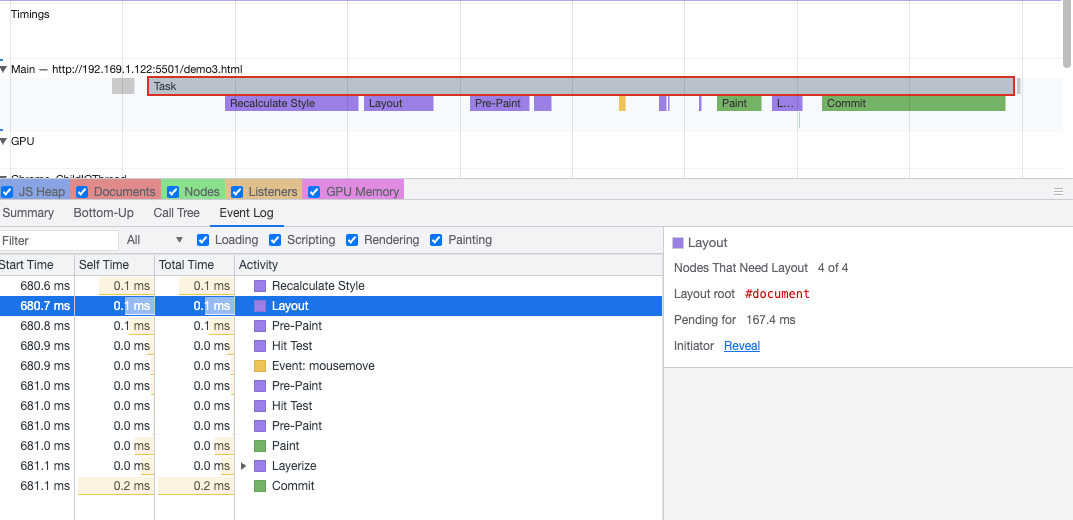 Timings
Main — http://192.169.1.122:5501/demo3.html
Task
Recalculate Style Layout Pre-Paint Paint L... Commit
GPU
Chrome_ChildIOThread
JS Heap Documents Nodes Listeners GPU Memory
Summary Bottom-Up Call Tree Event Log
Filter All Loading Scripting Rendering Painting
Start Time Self Time Total Time Activity
680.6 ms 0.1 ms 0.1 ms Recalculate Style
680.7 ms 0.1 ms 0.1 ms Layout
680.8 ms 0.1 ms 0.1 ms Pre-Paint
680.9 ms 0.0 ms 0.0 ms Hit Test
680.9 ms 0.0 ms 0.0 ms Event: mousemove
681.0 ms 0.0 ms 0.0 ms Pre-Paint
681.0 ms 0.0 ms 0.0 ms Hit Test
681.0 ms 0.0 ms 0.0 ms Pre-Paint
681.0 ms 0.0 ms 0.0 ms Paint
681.1 ms 0.0 ms 0.0 ms Layerize
681.1 ms 0.2 ms 0.2 ms Commit
Layout
Nodes That Need Layout 4 of 4
Layout root #document
Pending for 167.4 ms
Initiator Reveal